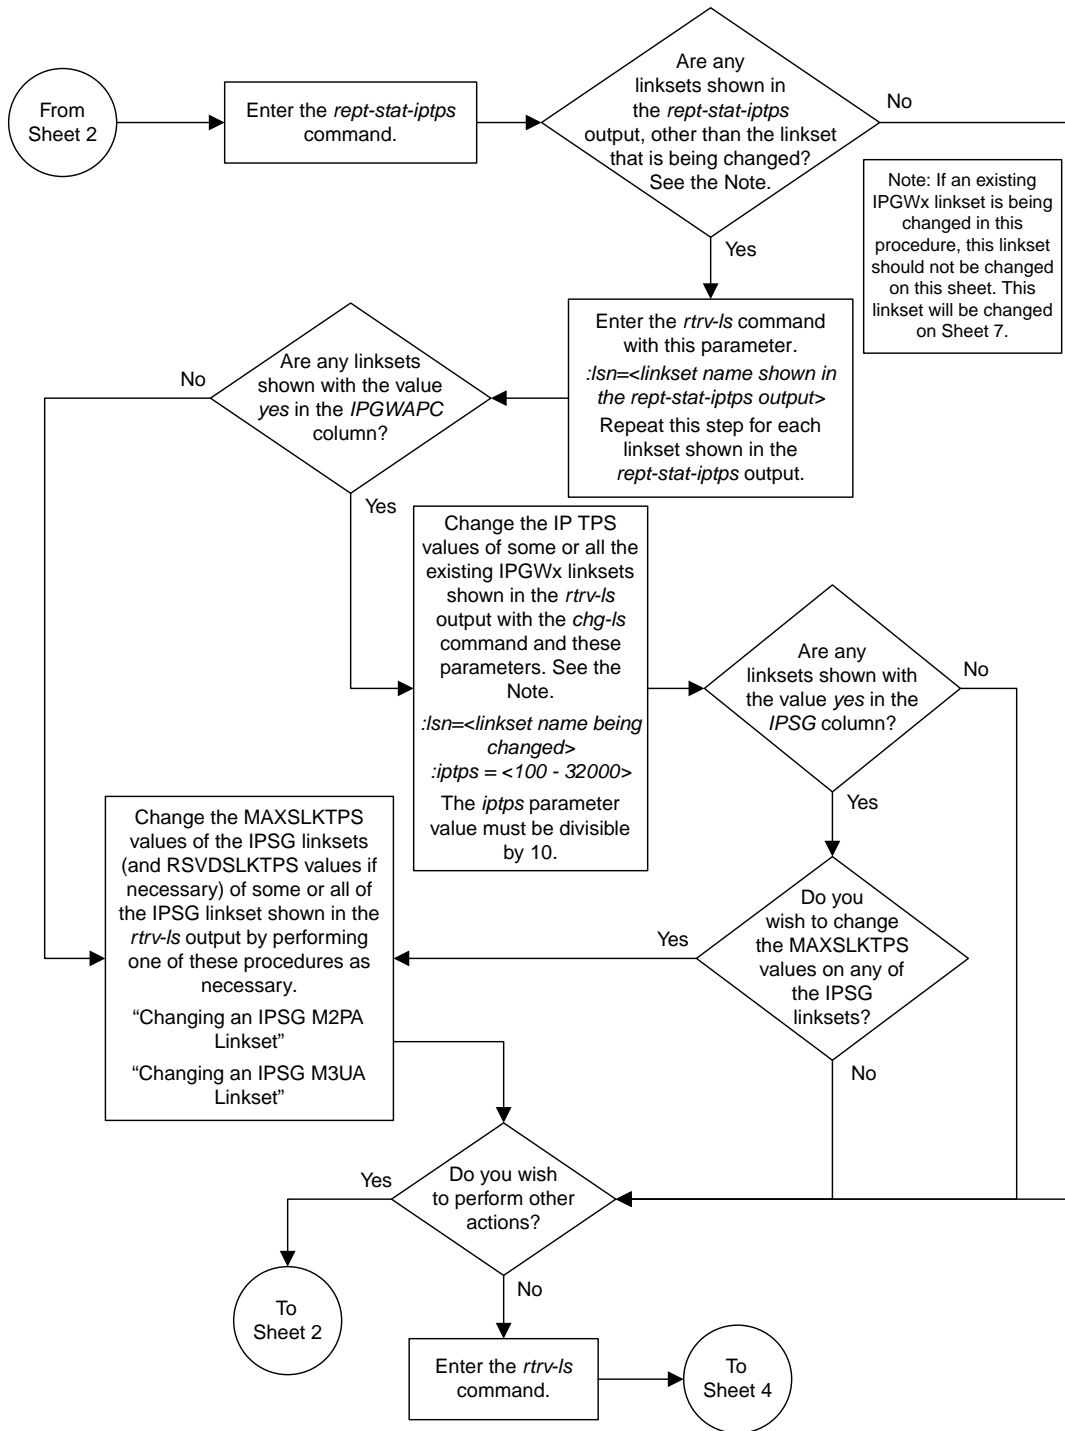 From
Sheet 2
Enter the rept-stat-iptps
command.
Are any
linksets shown in
the rept-stat-iptps
output, other than the linkset
that is being changed?
See the Note.
No
Yes
Note: If an existing
IPGWx linkset is being
changed in this
procedure, this linkset
should not be changed
on this sheet. This
linkset will be changed
on Sheet 7.
Enter the rtrv-ls command
with this parameter.
:lsn=<linkset name shown in
the rept-stat-iptps output>
Repeat this step for each
linkset shown in the
rept-stat-iptps output.
Are any linksets
shown with the value
yes in the IPGWAPC
column?
No
Yes
Change the IP TPS
values of some or all the
existing IPGWx linksets
shown in the rtrv-ls
output with the chg-ls
command and these
parameters. See the
Note.
:lsn=<linkset name being
changed>
:iptps = <100 - 32000>
The iptps parameter
value must be divisible
by 10.
Are any
linksets shown with
the value yes in the
IPSG column?
No
Yes
Do you
wish to change
the MAXSLKTPS
values on any of
the IPSG
linksets?
Yes
No
Change the MAXSLKTPS
values of the IPSG linksets
(and RSVDSLKTPS values if
necessary) of some or all of
the IPSG linkset shown in the
rtrv-ls output by performing
one of these procedures as
necessary.
“Changing an IPSG M2PA
Linkset”
“Changing an IPSG M3UA
Linkset”
Do you wish
to perform other
actions?
Yes
No
To
Sheet 2
Enter the rtrv-ls
command.
To
Sheet 4